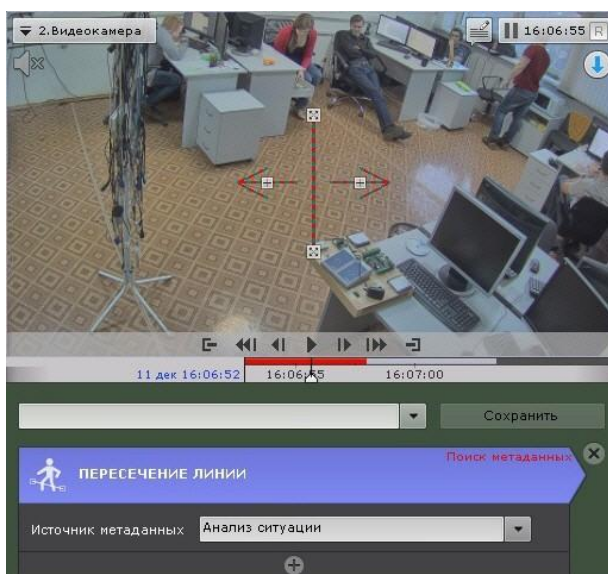 2.Видеокамера
16:06:55 R
11 дек 16:06:52 16:06:55 16:07:00
Сохранить
Поиск метаданных
ПЕРЕСЕЧЕНИЕ ЛИНИИ
Источник метаданных Анализ ситуации